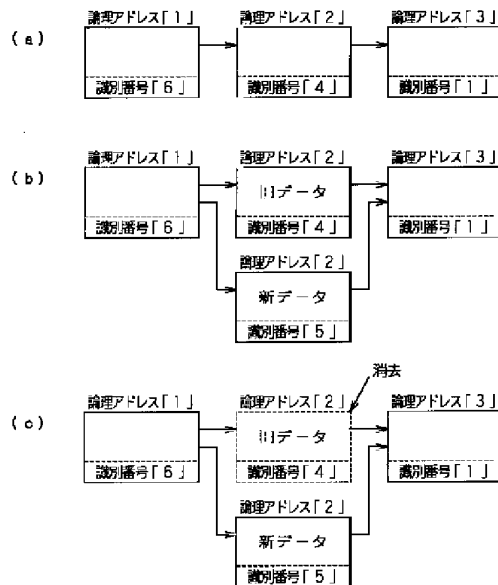 論理アドレス「1」 論理アドレス「2」 論理アドレス「3」
(a)
識別番号「6」 識別番号「4」 識別番号「1」
論理アドレス「1」 論理アドレス「2」 論理アドレス「3」
(b)
旧データ
識別番号「6」 識別番号「4」 識別番号「1」
論理アドレス「2」
新データ
識別番号「5」
消去
論理アドレス「1」 論理アドレス「2」 論理アドレス「3」
(c)
旧データ
識別番号「6」 識別番号「4」 識別番号「1」
論理アドレス「2」
新データ
識別番号「5」